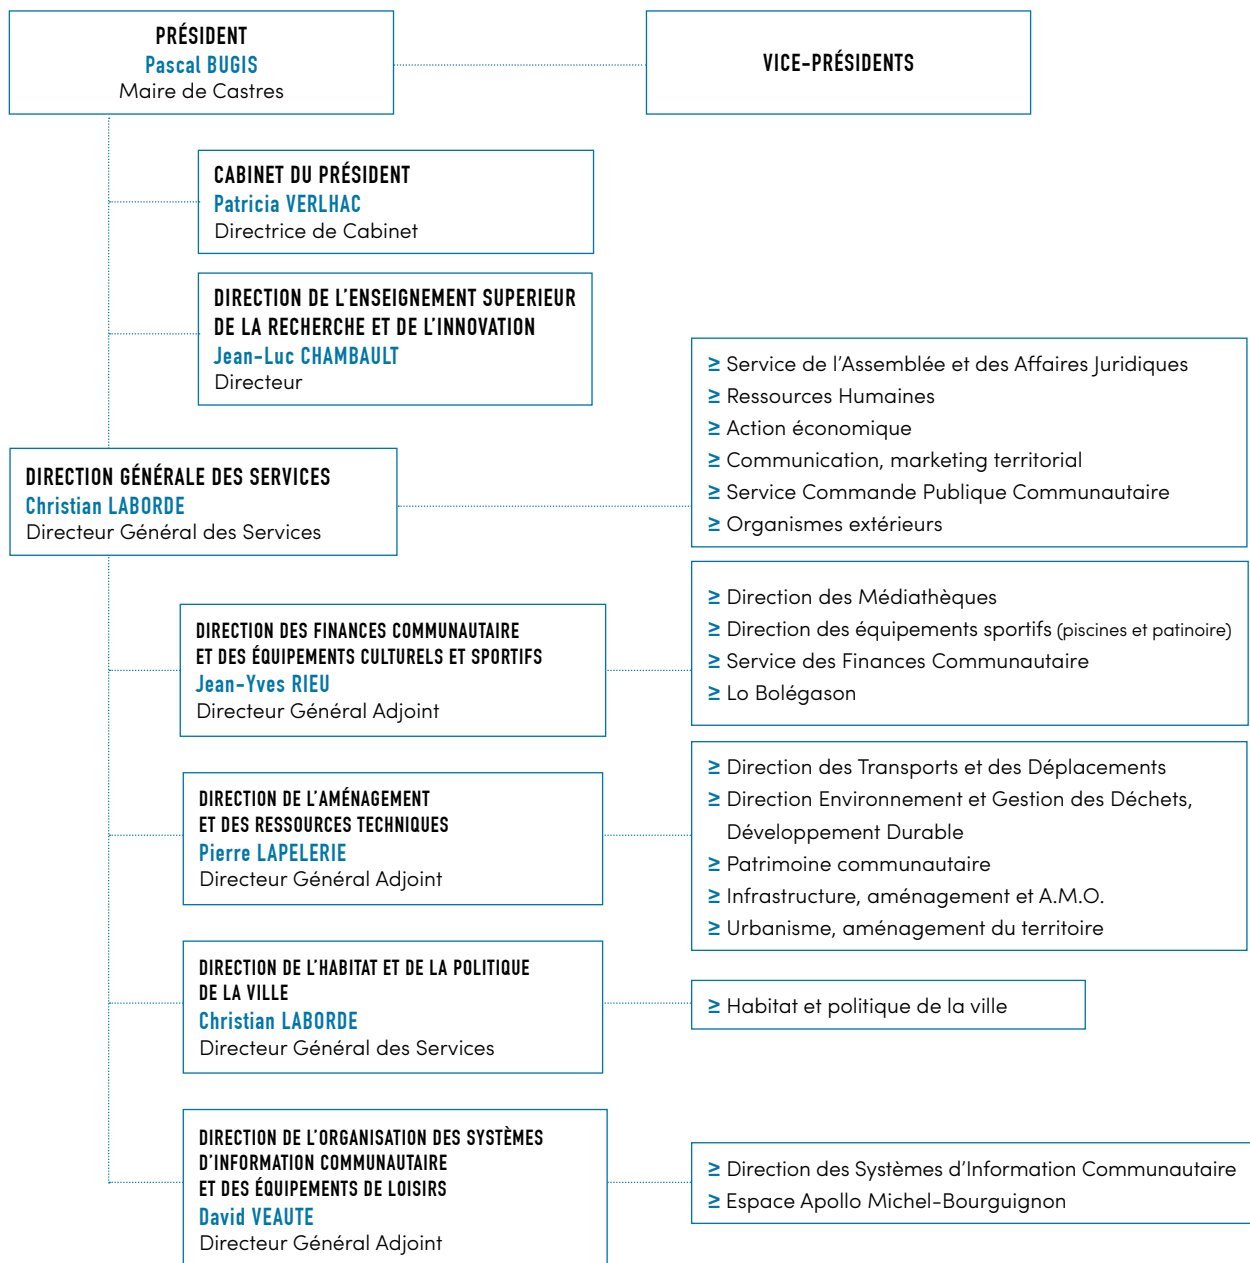 PRÉSIDENT
Pascal BUGIS
Maire de Castres
VICE-PRÉSIDENTS
CABINET DU PRÉSIDENT
Patricia VERLHAC
Directrice de Cabinet
DIRECTION DE L'ENSEIGNEMENT SUPERIEUR
DE LA RECHERCHE ET DE L'INNOVATION
Jean-Luc CHAMBAULT
Directeur
DIRECTION GÉNÉRALE DES SERVICES
Christian LABORDE
Directeur Général des Services
≥ Service de l'Assemblée et des Affaires Juridiques
≥ Ressources Humaines
≥ Action économique
≥ Communication, marketing territorial
≥ Service Commande Publique Communautaire
≥ Organismes extérieurs
DIRECTION DES FINANCES COMMUNAUTAIRE
ET DES ÉQUIPEMENTS CULTURELS ET SPORTIFS
Jean-Yves RIEU
Directeur Général Adjoint
≥ Direction des Médiathèques
≥ Direction des équipements sportifs (piscines et patinoire)
≥ Service des Finances Communautaire
≥ Lo Bolégason
DIRECTION DE L'AMÉNAGEMENT
ET DES RESSOURCES TECHNIQUES
Pierre LAPELERIE
Directeur Général Adjoint
≥ Direction des Transports et des Déplacements
≥ Direction Environnement et Gestion des Déchets,
Développement Durable
≥ Patrimoine communautaire
≥ Infrastructure, aménagement et A.M.O.
≥ Urbanisme, aménagement du territoire
DIRECTION DE L'HABITAT ET DE LA POLITIQUE
DE LA VILLE
Christian LABORDE
Directeur Général des Services
≥ Habitat et politique de la ville
DIRECTION DE L'ORGANISATION DES SYSTÈMES
D'INFORMATION COMMUNAUTAIRE
ET DES ÉQUIPEMENTS DE LOISIRS
David VEAUTE
Directeur Général Adjoint
≥ Direction des Systèmes d'Information Communautaire
≥ Espace Apollo Michel-Bourguignon